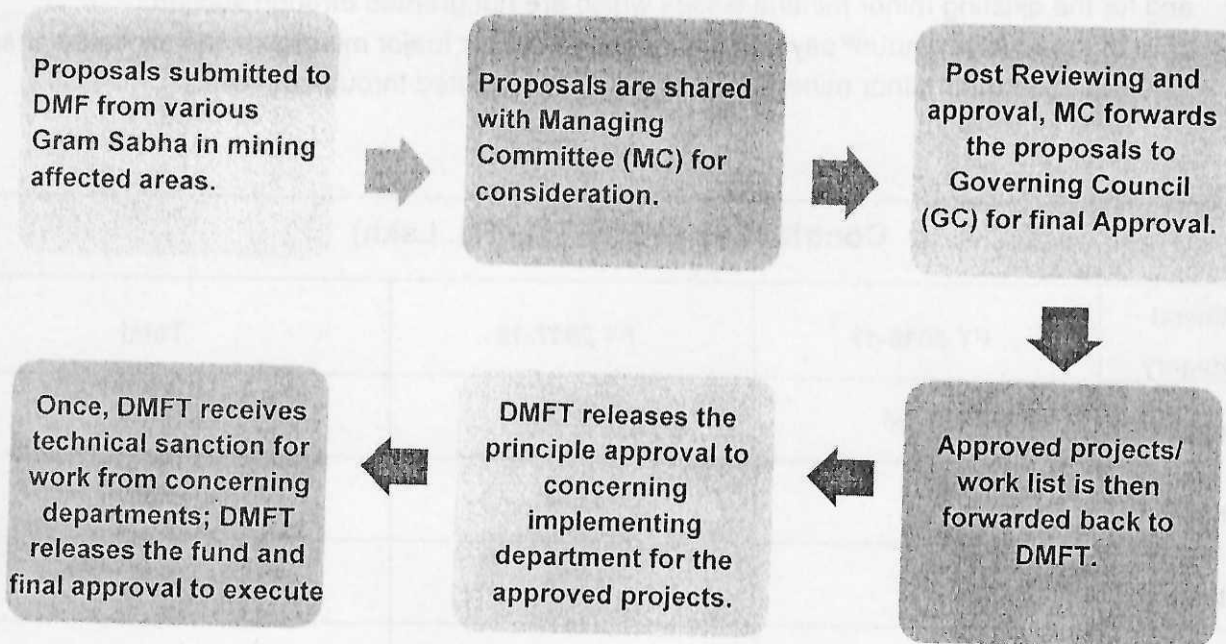 Proposals submitted to
DMF from various
Gram Sabha in mining
affected areas.
Proposals are shared
with Managing
Committee (MC) for
consideration.
Post Reviewing and
approval, MC forwards
the proposals to
Governing Council
(GC) for final Approval.
Approved projects/
work list is then
forwarded back to
DMFT.
DMFT releases the
principle approval to
concerning
implementing
department for the
approved projects.
Once, DMFT receives
technical sanction for
work from concerning
departments; DMFT
releases the fund and
final approval to execute